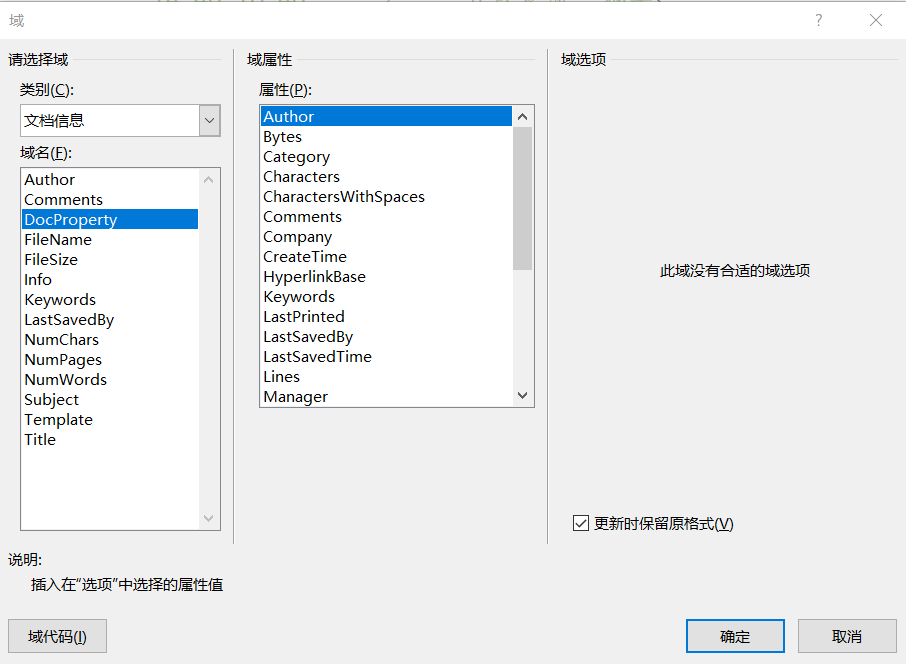 域
?
请选择域
类别(C):
文档信息
域名(F):
Author
Comments
DocProperty
FileName
FileSize
Info
Keywords
LastSavedBy
NumChars
NumPages
NumWords
Subject
Template
Title
域属性
属性(P):
Author
Bytes
Category
Characters
CharactersWithSpaces
Comments
Company
CreateTime
HyperlinkBase
Keywords
LastPrinted
LastSavedBy
LastSavedTime
Lines
Manager
域选项
此域没有合适的域选项
更新时保留原格式(V)
说明:
插入在“选项”中选择的属性值
域代码(I)
确定
取消